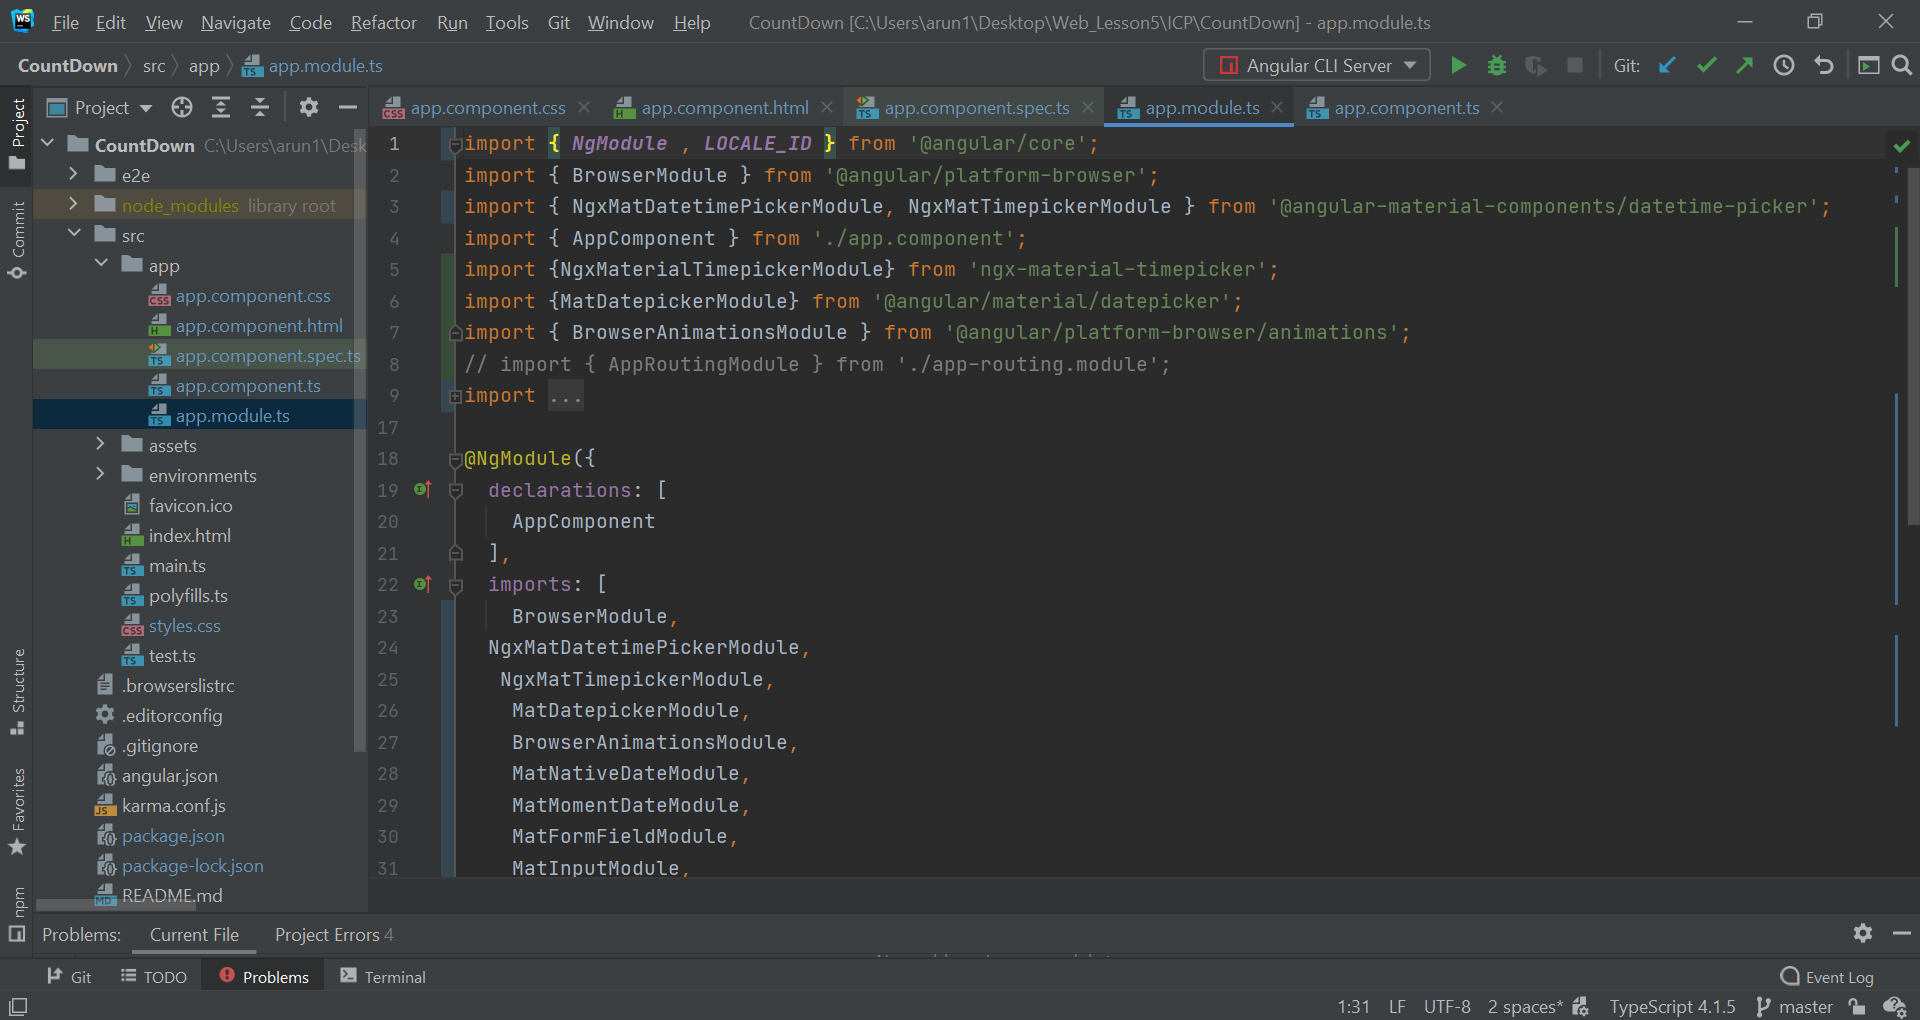 WS File Edit View Navigate Code Refactor Run Tools Git Window Help CountDown [C:\Users\arun1\Desktop\Web_Lesson5\ICP\CountDown] - app.module.ts
CountDown src app app.module.ts Angular CLI Server Git:
Project
app.component.css app.component.html app.component.spec.ts app.module.ts app.component.ts
Project
Commit
Structure
Favorites
npm
CountDown C:\Users\arun1\Desk
e2e
node_modules library root
src
app
app.component.css
app.component.html
app.component.spec.ts
app.component.ts
app.module.ts
assets
environments
favicon.ico
index.html
main.ts
polyfills.ts
styles.css
test.ts
.browserslistrc
.editorconfig
.gitignore
angular.json
karma.conf.js
package.json
package-lock.json
README.md
1 import { NgModule , LOCALE_ID } from '@angular/core';
2 import { BrowserModule } from '@angular/platform-browser';
3 import { NgxMatDatetimePickerModule, NgxMatTimepickerModule } from '@angular-material-components/datetime-picker';
4 import { AppComponent } from './app.component';
5 import {NgxMaterialTimepickerModule} from 'ngx-material-timepicker';
6 import {MatDatepickerModule} from '@angular/material/datepicker';
7 import { BrowserAnimationsModule } from '@angular/platform-browser/animations';
8 // import { AppRoutingModule } from './app-routing.module';
9 import ...
17
18 @NgModule({
19 declarations: [
20 AppComponent
21 ],
22 imports: [
23 BrowserModule,
24 NgxMatDatetimePickerModule,
25 NgxMatTimepickerModule,
26 MatDatepickerModule,
27 BrowserAnimationsModule,
28 MatNativeDateModule,
29 MatMomentDateModule,
30 MatFormFieldModule,
31 MatInputModule,
Problems: Current File Project Errors 4
Git TODO Problems Terminal Event Log
1:31 LF UTF-8 2 spaces* TypeScript 4.1.5 master